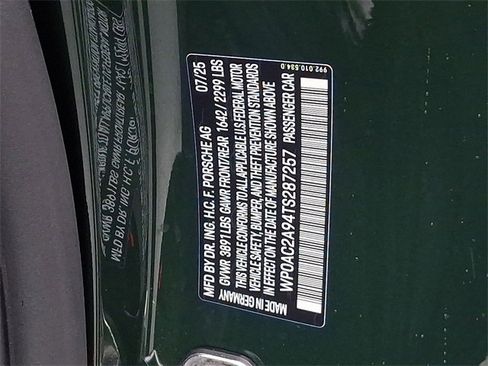 MFD BY DR. ING. H.C. F. PORSCHE AG 07/25
GVWR 3891 LBS GAWR FRONT/REAR 1642 / 2299 LBS
THIS VEHICLE CONFORMS TO ALL APPLICABLE U.S. FEDERAL MOTOR
VEHICLE SAFETY, BUMPER, AND THEFT PREVENTION STANDARDS
IN EFFECT ON THE DATE OF MANUFACTURE SHOWN ABOVE
WP0AC2A94TS287257 PASSENGER CAR
MADE IN GERMANY 992.010.584.0